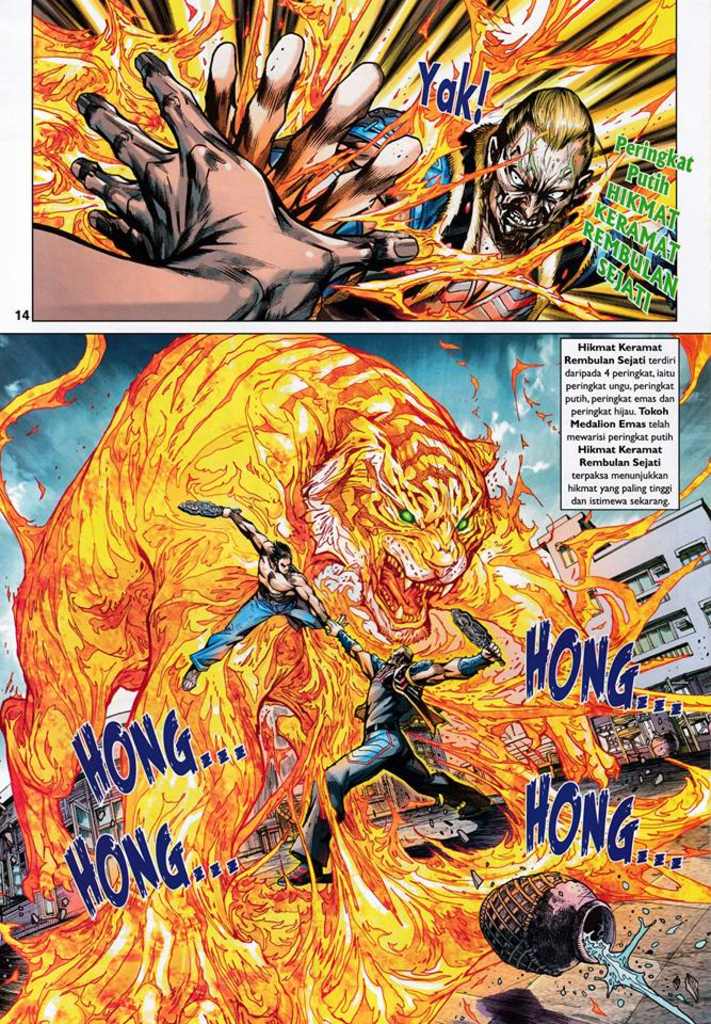 Yak!
Peringkat
Putih
HIKMAT
KERAMAT
REMBULAN
SEJATI
14
Hikmat Keramat
Rembulan Sejati terdiri
daripada 4 peringkat, iaitu
peringkat ungu, peringkat
putih, peringkat emas dan
peringkat hijau. Tokoh
Medalion Emas telah
mewarisi peringkat putih
Hikmat Keramat
Rembulan Sejati
terpaksa menunjukkan
hikmat yang paling tinggi
dan istimewa sekarang.
HONG...
HONG...
HONG...
HONG...